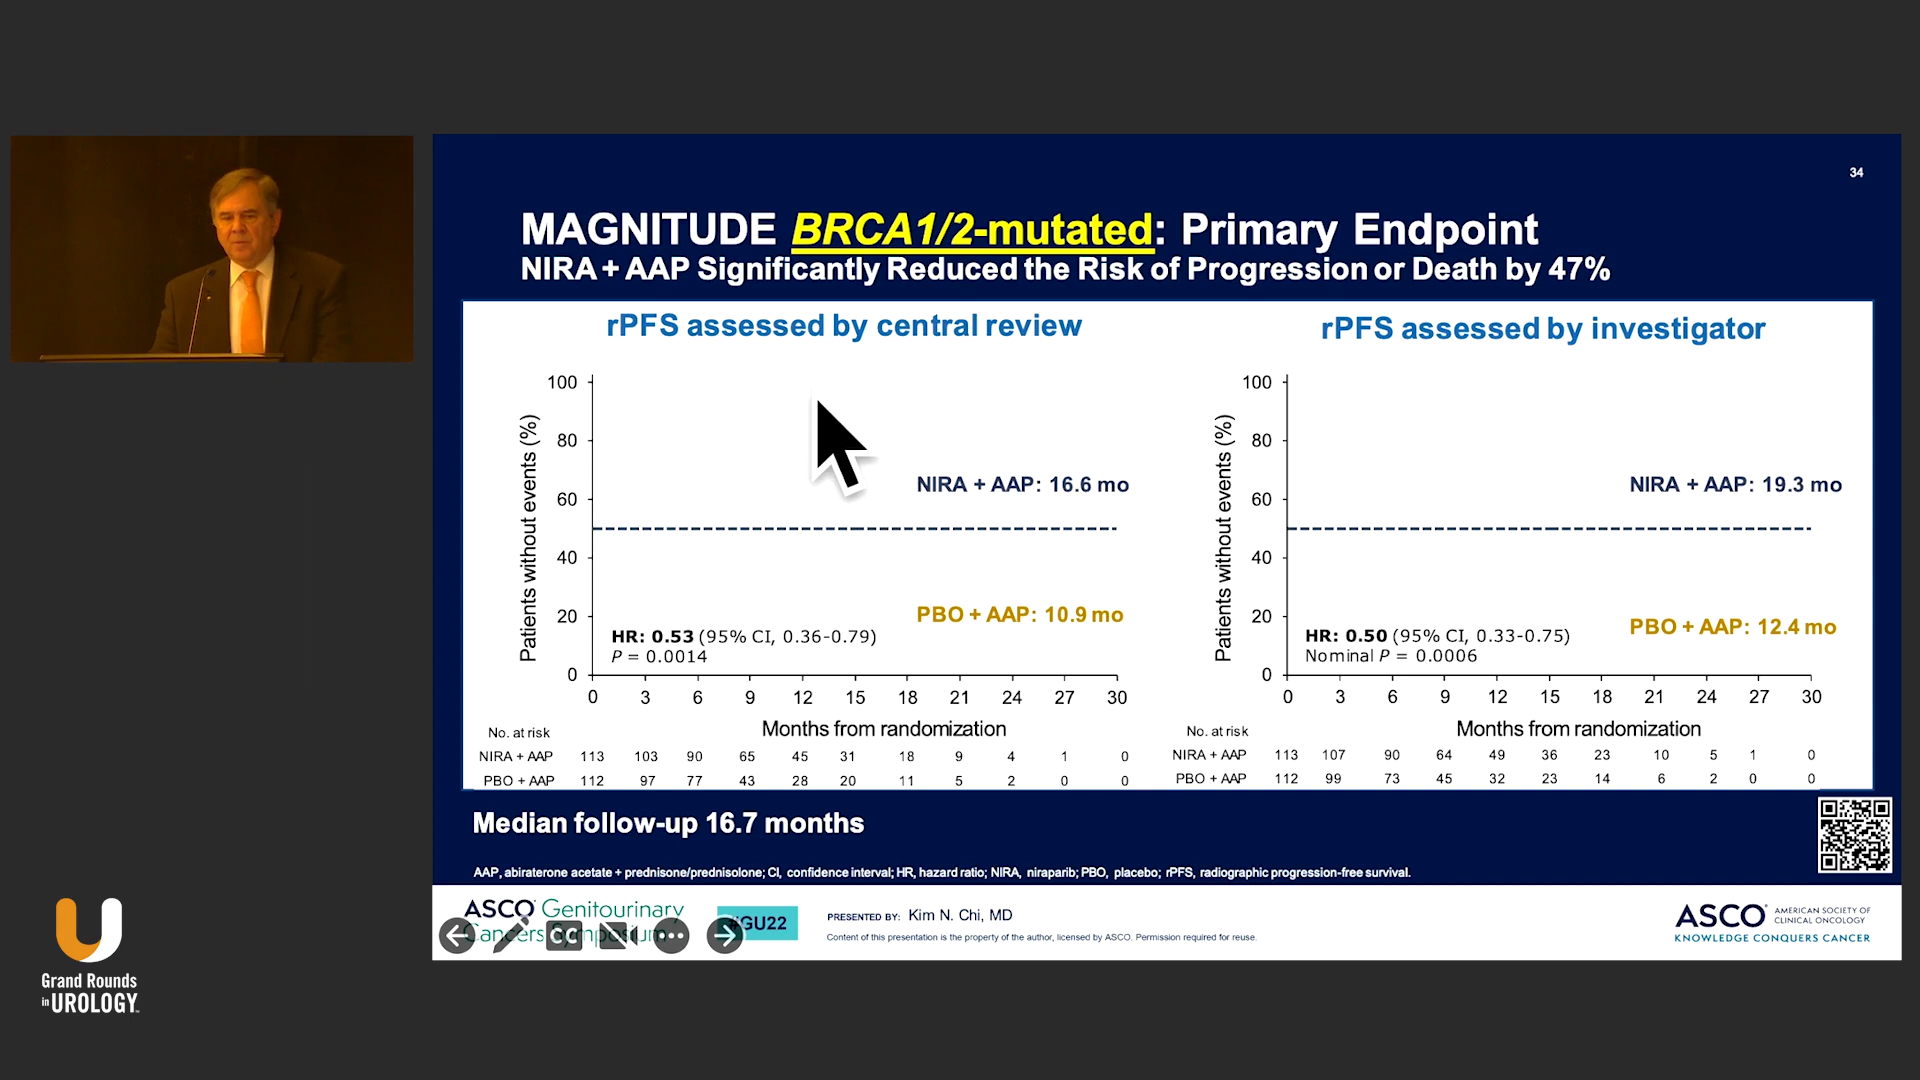 34
MAGNITUDE BRCA1/2-mutated: Primary Endpoint
NIRA + AAP Significantly Reduced the Risk of Progression or Death by 47%
rPFS assessed by central review
Patients without events (%)
100
80
60
40
20
0
NIRA + AAP: 16.6 mo
PBO + AAP: 10.9 mo
HR: 0.53 (95% CI, 0.36-0.79)
P = 0.0014
0 3 6 9 12 15 18 21 24 27 30
Months from randomization
No. at risk
NIRA + AAP 113 103 90 65 45 31 18 9 4 1 0
PBO + AAP 112 97 77 43 28 20 11 5 2 0 0
rPFS assessed by investigator
Patients without events (%)
100
80
60
40
20
0
NIRA + AAP: 19.3 mo
PBO + AAP: 12.4 mo
HR: 0.50 (95% CI, 0.33-0.75)
Nominal P = 0.0006
0 3 6 9 12 15 18 21 24 27 30
Months from randomization
No. at risk
NIRA + AAP 113 107 90 64 49 36 23 10 5 1 0
PBO + AAP 112 99 73 45 32 23 14 6 2 0 0
Median follow-up 16.7 months
AAP, abiraterone acetate + prednisone/prednisolone; CI, confidence interval; HR, hazard ratio; NIRA, niraparib; PBO, placebo; rPFS, radiographic progression-free survival.
ASCO Genitourinary
Cancers Symposium
CC
#GU22
PRESENTED BY: Kim N. Chi, MD
Content of this presentation is the property of the author, licensed by ASCO. Permission required for reuse.
ASCO AMERICAN SOCIETY OF
CLINICAL ONCOLOGY
KNOWLEDGE CONQUERS CANCER
Grand Rounds
in UROLOGY